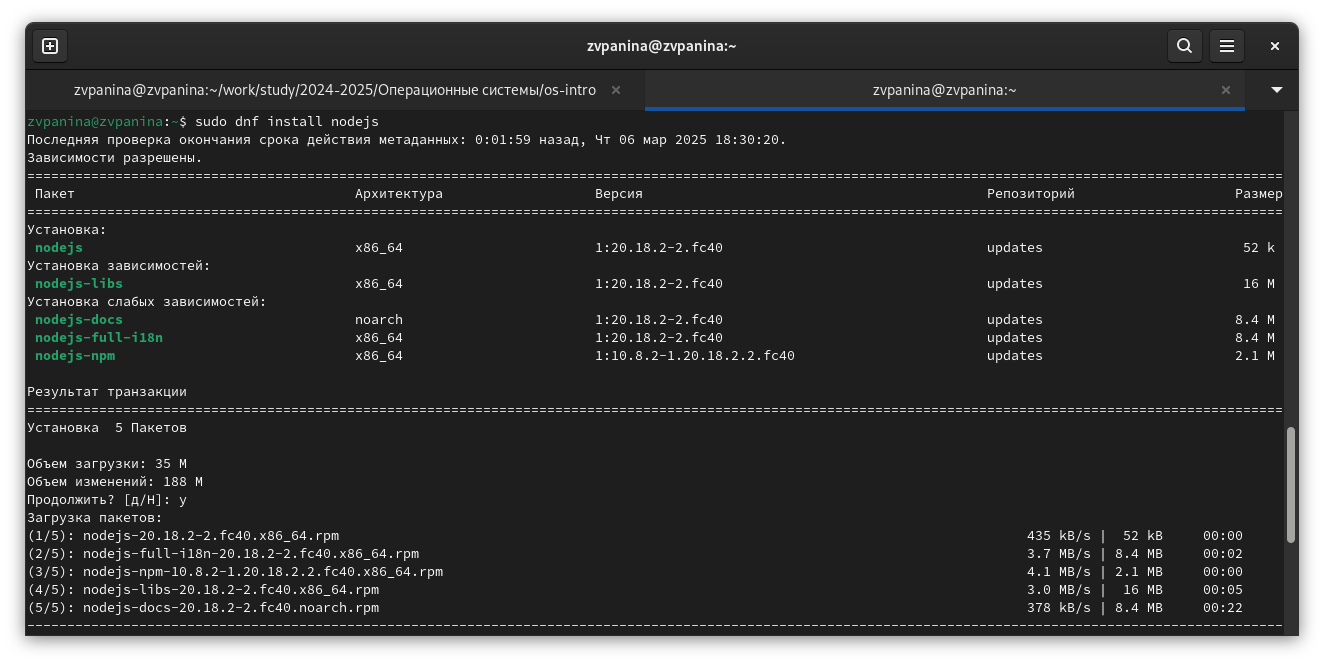 zvpanina@zvpanina:~
zvpanina@zvpanina:~/work/study/2024-2025/Операционные системы/os-intro
zvpanina@zvpanina:~
zvpanina@zvpanina:~$ sudo dnf install nodejs
Последняя проверка окончания срока действия метаданных: 0:01:59 назад, Чт 06 мар 2025 18:30:20.
Зависимости разрешены.
Пакет Архитектура Версия Репозиторий Размер
Установка:
nodejs x86_64 1:20.18.2-2.fc40 updates 52 k
Установка зависимостей:
nodejs-libs x86_64 1:20.18.2-2.fc40 updates 16 M
Установка слабых зависимостей:
nodejs-docs noarch 1:20.18.2-2.fc40 updates 8.4 M
nodejs-full-i18n x86_64 1:20.18.2-2.fc40 updates 8.4 M
nodejs-npm x86_64 1:10.8.2-1.20.18.2.2.fc40 updates 2.1 M
Результат транзакции
Установка 5 Пакетов
Объем загрузки: 35 M
Объем изменений: 188 M
Продолжить? [д/Н]: y
Загрузка пакетов:
(1/5): nodejs-20.18.2-2.fc40.x86_64.rpm 435 kB/s | 52 kB 00:00
(2/5): nodejs-full-i18n-20.18.2-2.fc40.x86_64.rpm 3.7 MB/s | 8.4 MB 00:02
(3/5): nodejs-npm-10.8.2-1.20.18.2.2.fc40.x86_64.rpm 4.1 MB/s | 2.1 MB 00:00
(4/5): nodejs-libs-20.18.2-2.fc40.x86_64.rpm 3.0 MB/s | 16 MB 00:05
(5/5): nodejs-docs-20.18.2-2.fc40.noarch.rpm 378 kB/s | 8.4 MB 00:22